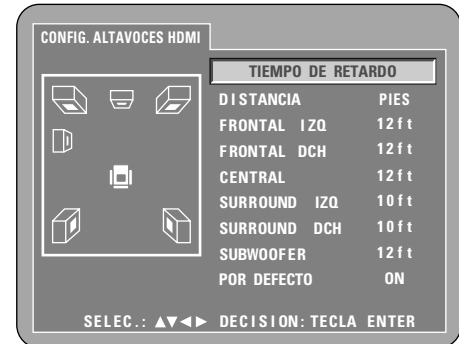 CONFIG. ALTAVOCES HDMI
TIEMPO DE RETARDO
DISTANCIA PIES
FRONTAL IZQ 12ft
FRONTAL DCH 12ft
CENTRAL 12ft
SURROUND IZQ 10ft
SURROUND DCH 10ft
SUBWOOFER 12ft
POR DEFECTO ON
SELEC.: ▲▼◄► DECISION: TECLA ENTER